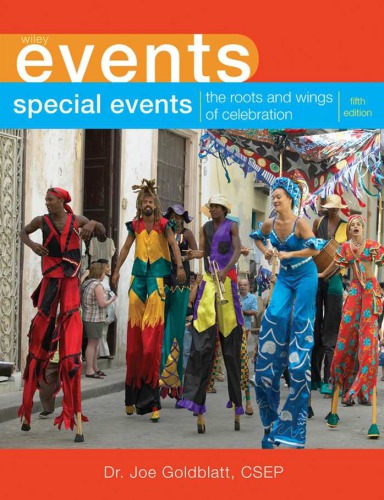 wiley
events
special events
the roots and wings
of celebration
fifth
edition
Dr. Joe Goldblatt, CSEP